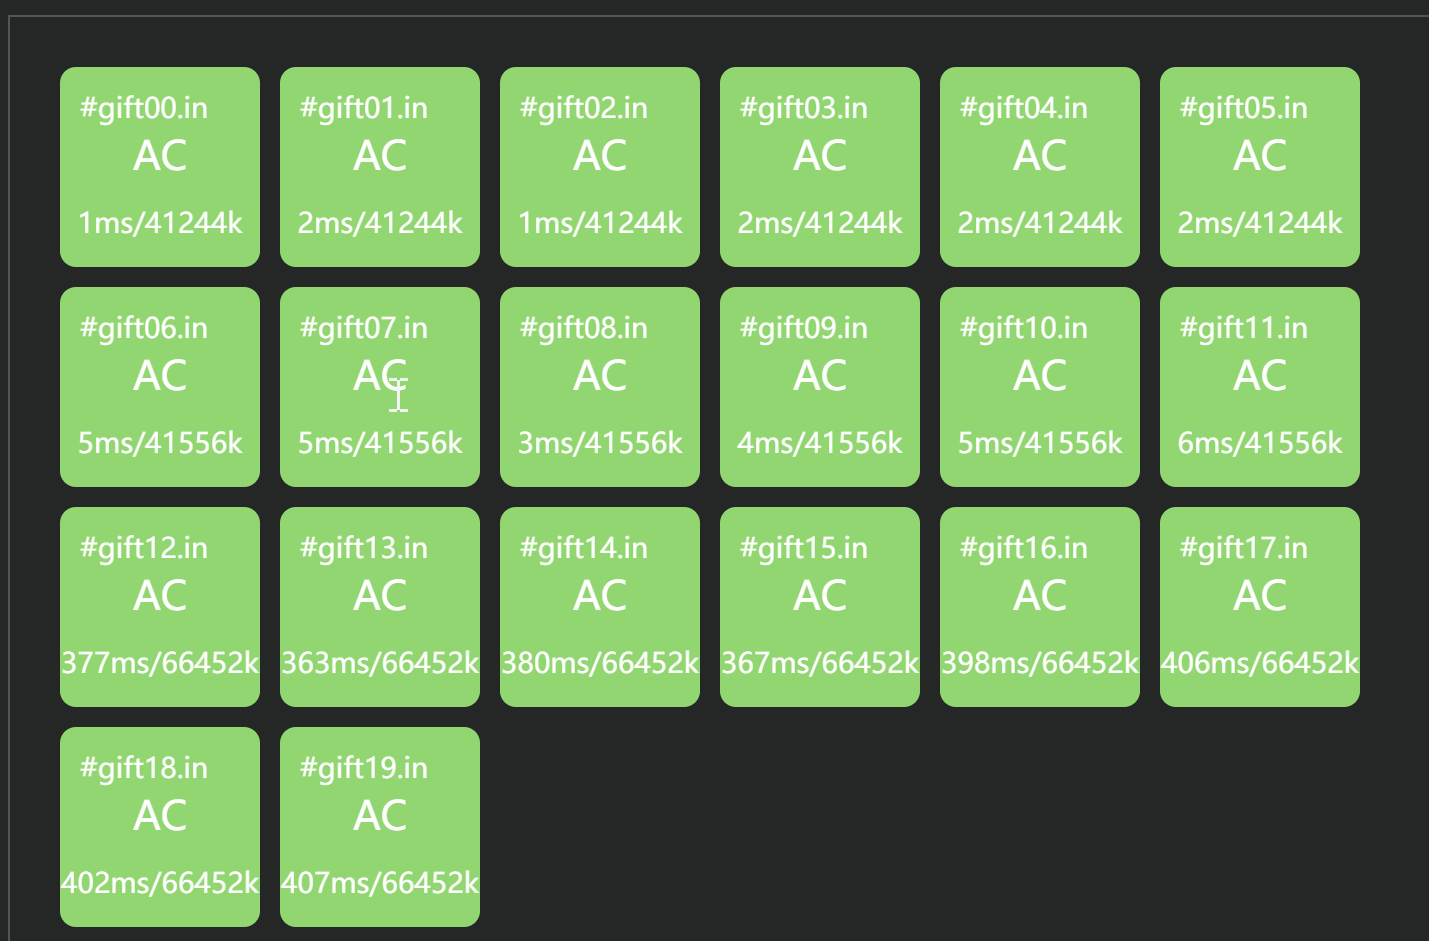 #gift00.in
AC
1ms/41244k
#gift01.in
AC
2ms/41244k
#gift02.in
AC
1ms/41244k
#gift03.in
AC
2ms/41244k
#gift04.in
AC
2ms/41244k
#gift05.in
AC
2ms/41244k
#gift06.in
AC
5ms/41556k
#gift07.in
AC
5ms/41556k
#gift08.in
AC
3ms/41556k
#gift09.in
AC
4ms/41556k
#gift10.in
AC
5ms/41556k
#gift11.in
AC
6ms/41556k
#gift12.in
AC
377ms/66452k
#gift13.in
AC
363ms/66452k
#gift14.in
AC
380ms/66452k
#gift15.in
AC
367ms/66452k
#gift16.in
AC
398ms/66452k
#gift17.in
AC
406ms/66452k
#gift18.in
AC
402ms/66452k
#gift19.in
AC
407ms/66452k